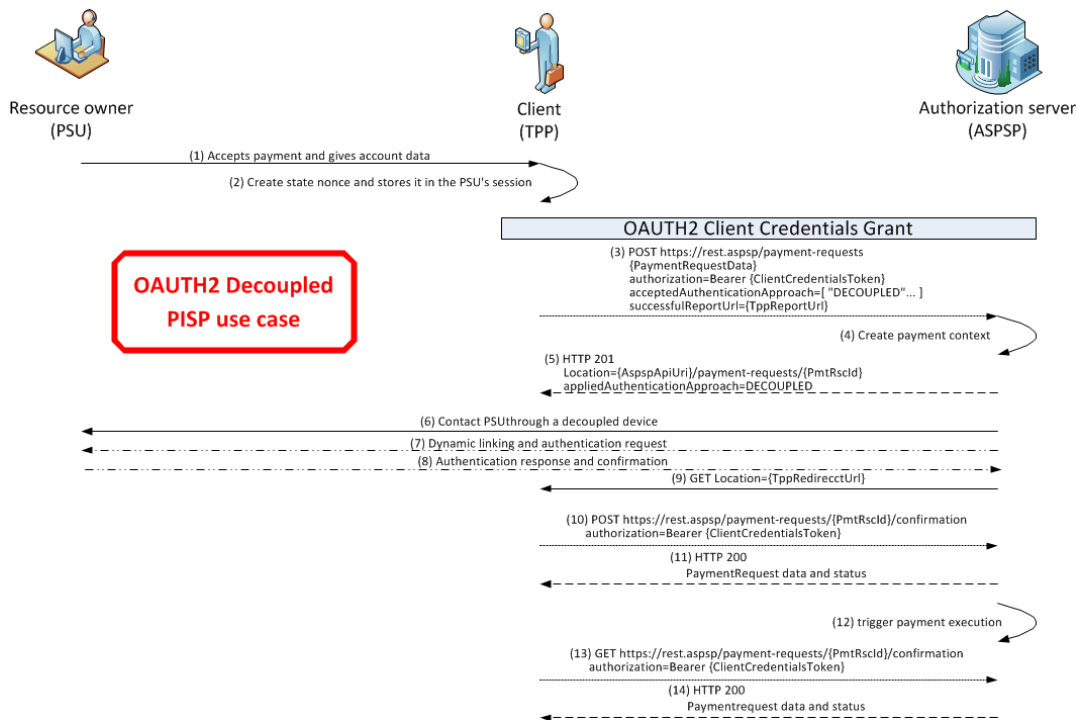 Resource owner
(PSU)
Client
(TPP)
Authorization server
(ASPSP)
(1) Accepts payment and gives account data
(2) Create state nonce and stores it in the PSU's session
OAUTH2 Client Credentials Grant
(3) POST https://rest.aspsp/payment-requests
{PaymentRequestData}
authorization=Bearer {ClientCredentialsToken}
acceptedAuthenticationApproach=[ "DECOUPLED"... ]
successfulReportUrl={TppReportUrl}
OAUTH2 Decoupled
PISP use case
(4) Create payment context
(5) HTTP 201
Location={AspspApiUri}/payment-requests/{PmtRscId}
appliedAuthenticationApproach=DECOUPLED
(6) Contact PSUthrough a decoupled device
(7) Dynamic linking and authentication request
(8) Authentication response and confirmation
(9) GET Location={TppRedirecctUrl}
(10) POST https://rest.aspsp/payment-requests/{PmtRscId}/confirmation
authorization=Bearer {ClientCredentialsToken}
(11) HTTP 200
PaymentRequest data and status
(12) trigger payment execution
(13) GET https://rest.aspsp/payment-requests/{PmtRscId}/confirmation
authorization=Bearer {ClientCredentialsToken}
(14) HTTP 200
Paymentrequest data and status